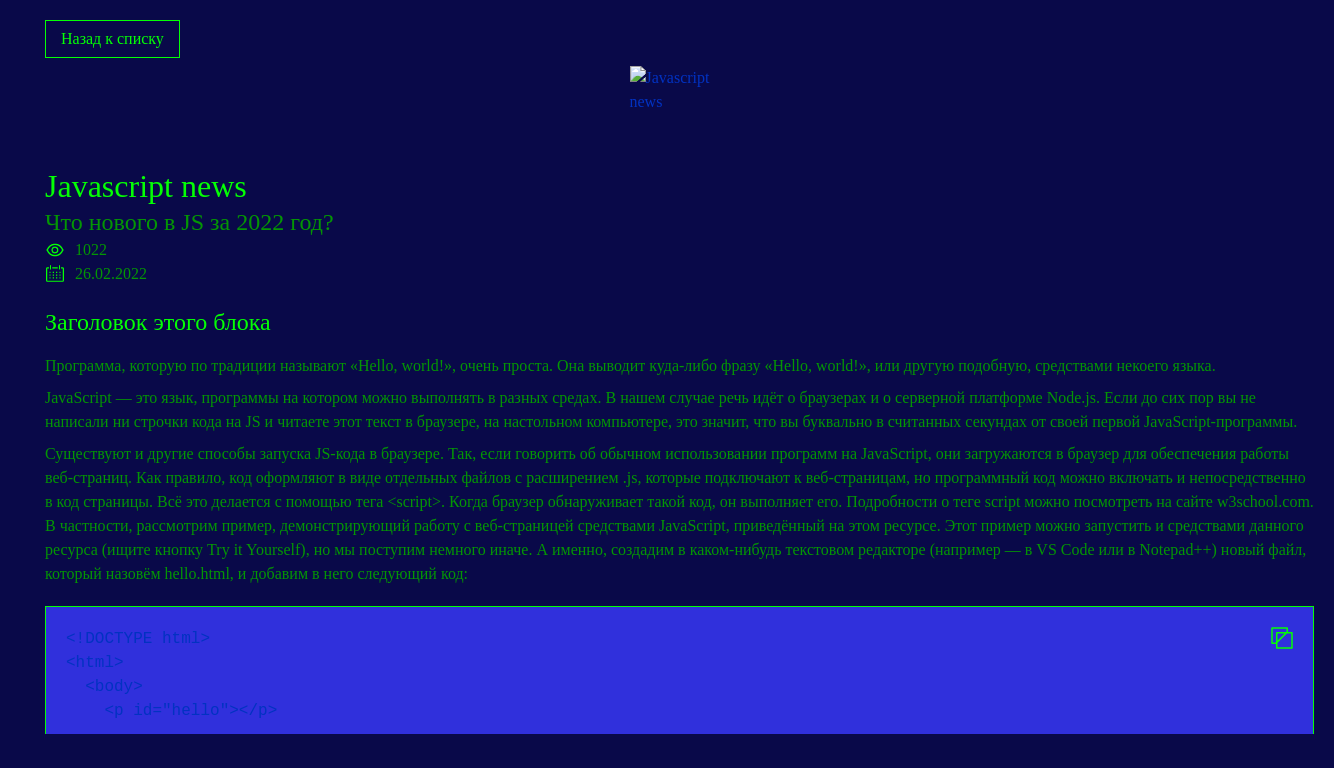 Назад к списку
Javascript
news
Javascript news
Что нового в JS за 2022 год?
1022
26.02.2022
Заголовок этого блока
Программа, которую по традиции называют «Hello, world!», очень проста. Она выводит куда-либо фразу «Hello, world!», или другую подобную, средствами некоего языка.
JavaScript — это язык, программы на котором можно выполнять в разных средах. В нашем случае речь идёт о браузерах и о серверной платформе Node.js. Если до сих пор вы не
написали ни строчки кода на JS и читаете этот текст в браузере, на настольном компьютере, это значит, что вы буквально в считанных секундах от своей первой JavaScript-программы.
Существуют и другие способы запуска JS-кода в браузере. Так, если говорить об обычном использовании программ на JavaScript, они загружаются в браузер для обеспечения работы
веб-страниц. Как правило, код оформляют в виде отдельных файлов с расширением .js, которые подключают к веб-страницам, но программный код можно включать и непосредственно
в код страницы. Всё это делается с помощью тега <script>. Когда браузер обнаруживает такой код, он выполняет его. Подробности о теге script можно посмотреть на сайте w3school.com.
В частности, рассмотрим пример, демонстрирующий работу с веб-страницей средствами JavaScript, приведённый на этом ресурсе. Этот пример можно запустить и средствами данного
ресурса (ищите кнопку Try it Yourself), но мы поступим немного иначе. А именно, создадим в каком-нибудь текстовом редакторе (например — в VS Code или в Notepad++) новый файл,
который назовём hello.html, и добавим в него следующий код:
<!DOCTYPE html>
<html>
  <body>
    <p id="hello"></p>